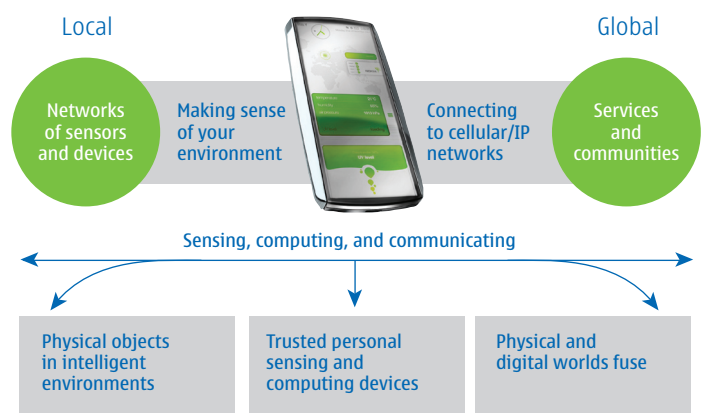 Local
Global
Networks
of sensors
and devices
Making sense
of your
environment
Connecting
to cellular/IP
networks
Services
and
communities
Sensing, computing, and communicating
Physical objects
in intelligent
environments
Trusted personal
sensing and
computing devices
Physical and
digital worlds fuse